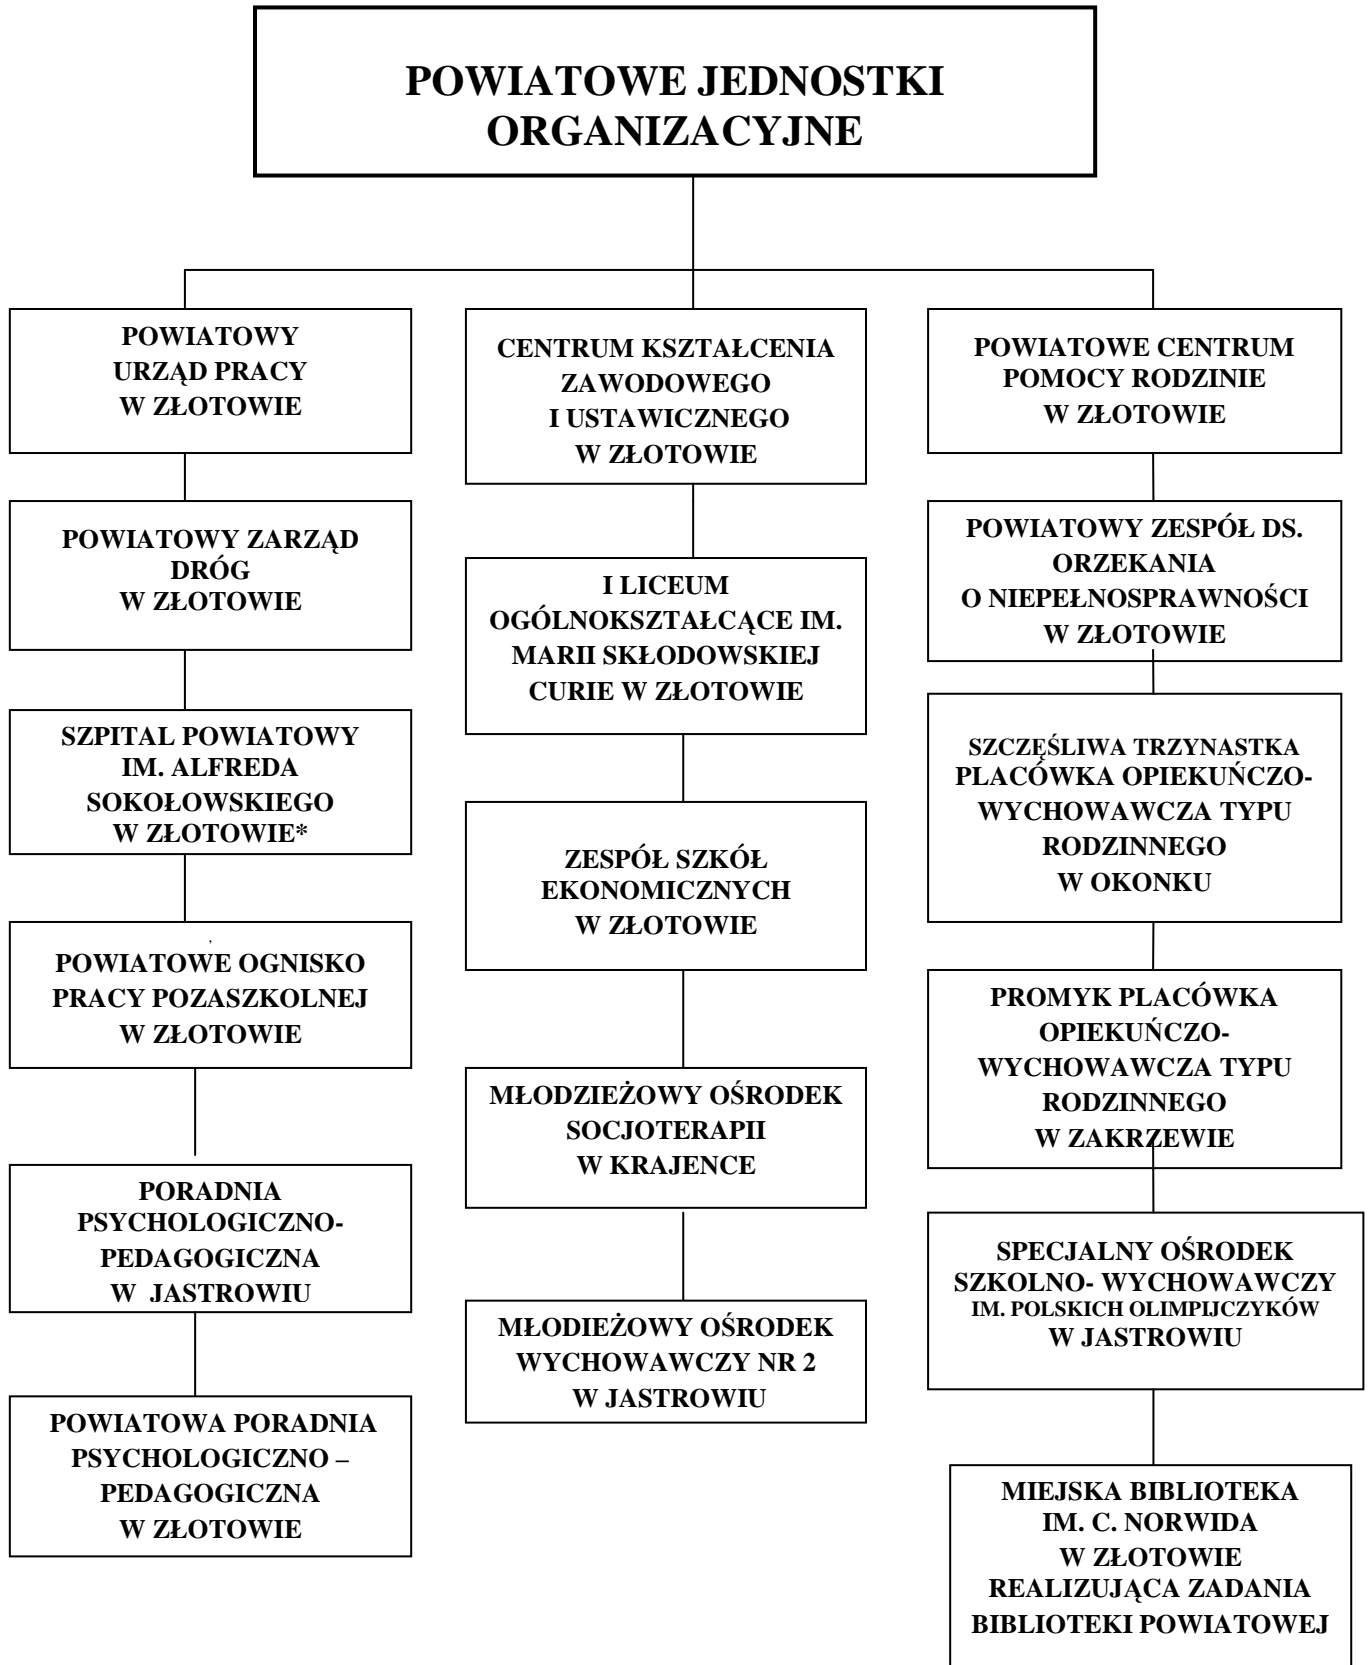 POWIATOWE JEDNOSTKI
ORGANIZACYJNE
POWIATOWY
URZĄD PRACY
W ZŁOTOWIE
POWIATOWY ZARZĄD
DRÓG
W ZŁOTOWIE
SZPITAL POWIATOWY
IM. ALFREDA
SOKOŁOWSKIEGO
W ZŁOTOWIE*
,
POWIATOWE OGNISKO
PRACY POZASZKOLNEJ
W ZŁOTOWIE
PORADNIA
PSYCHOLOGICZNO-
PEDAGOGICZNA
W JASTROWIU
POWIATOWA PORADNIA
PSYCHOLOGICZNO –
PEDAGOGICZNA
W ZŁOTOWIE
CENTRUM KSZTAŁCENIA
ZAWODOWEGO
I USTAWICZNEGO
W ZŁOTOWIE
I LICEUM
OGÓLNOKSZTAŁCĄCE IM.
MARII SKŁODOWSKIEJ
CURIE W ZŁOTOWIE
ZESPÓŁ SZKÓŁ
EKONOMICZNYCH
W ZŁOTOWIE
MŁODZIEŻOWY OŚRODEK
SOCJOTERAPII
W KRAJENCE
MŁODIEŻOWY OŚRODEK
WYCHOWAWCZY NR 2
W JASTROWIU
POWIATOWE CENTRUM
POMOCY RODZINIE
W ZŁOTOWIE
POWIATOWY ZESPÓŁ DS.
ORZEKANIA
O NIEPEŁNOSPRAWNOŚCI
W ZŁOTOWIE
SZCZĘŚLIWA TRZYNASTKA
PLACÓWKA OPIEKUŃCZO-
WYCHOWAWCZA TYPU
RODZINNEGO
W OKONKU
PROMYK PLACÓWKA
OPIEKUŃCZO-
WYCHOWAWCZA TYPU
RODZINNEGO
W ZAKRZEWIE
SPECJALNY OŚRODEK
SZKOLNO- WYCHOWAWCZY
IM. POLSKICH OLIMPIJCZYKÓW
W JASTROWIU
MIEJSKA BIBLIOTEKA
IM. C. NORWIDA
W ZŁOTOWIE
REALIZUJĄCA ZADANIA
BIBLIOTEKI POWIATOWEJ